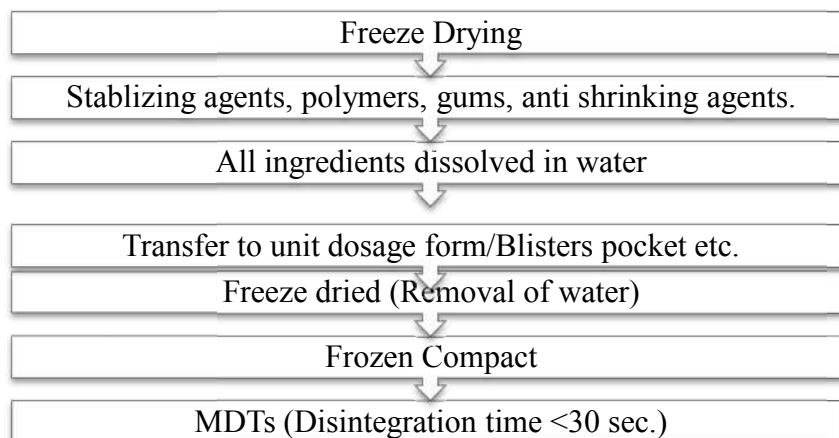 Freeze Drying
Stablizing agents, polymers, gums, anti shrinking agents.
All ingredients dissolved in water
Transfer to unit dosage form/Blisters pocket etc.
Freeze dried (Removal of water)
Frozen Compact
MDTs (Disintegration time <30 sec.)